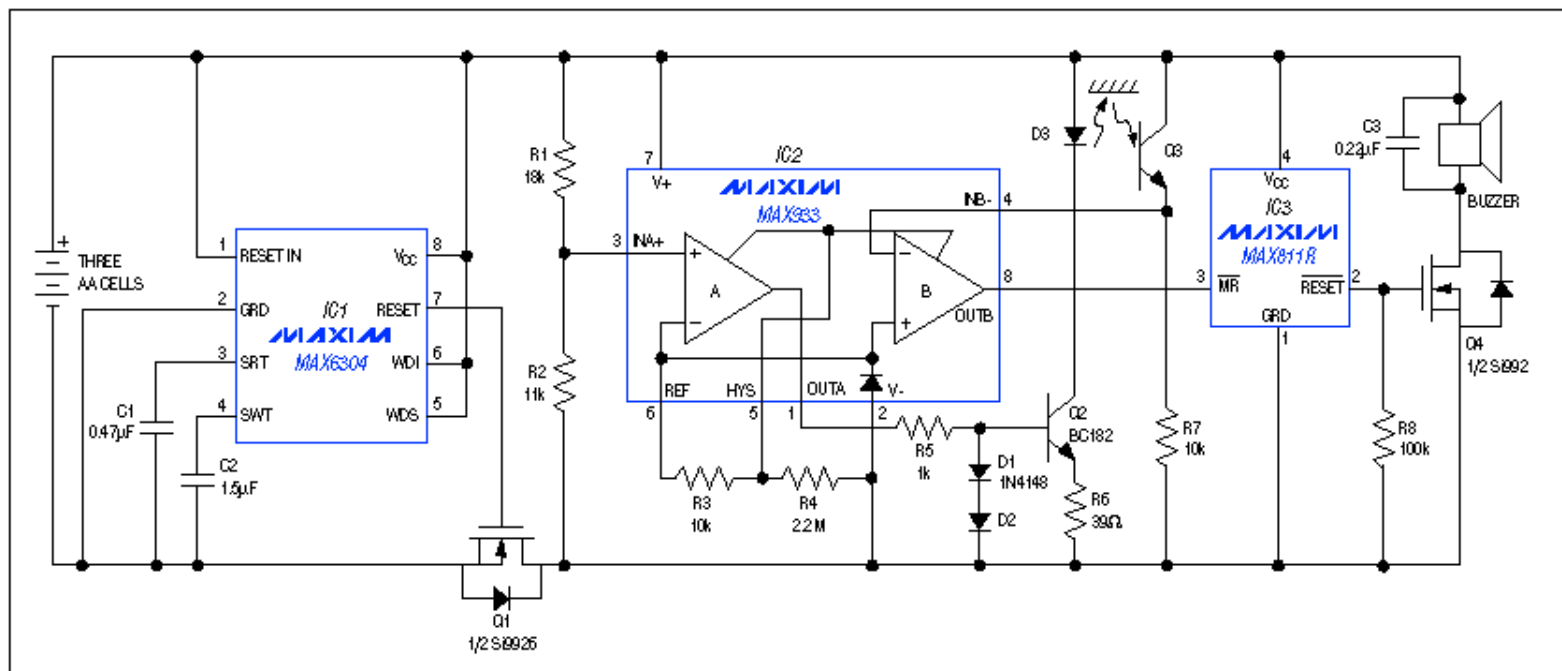 +
THREE
AA CELLS
1
RESET IN
VCC
8
2
GRD
IC1
RESET
7
MAXIM
MAX6304
3
SRT
WDI
6
4
SWT
WDS
5
C1
0.47µF
C2
1.5µF
Q1
1/2 Si9926
R1
18k
R2
11k
7
V+
IC2
MAXIM
MAX933
INB-
4
3
INA+
+
A
−
−
B
+
OUTB
8
REF
HYS
OUTA
V-
6
5
1
2
R3
10k
R4
2.2M
R5
1k
D1
1N4148
D2
Q2
BC182
R6
39Ω
D3
Q3
R7
10k
4
VCC
IC3
MAXIM
MAX811R
3
MR
RESET
2
GRD
1
R8
100k
C3
0.22µF
BUZZER
Q4
1/2 Si992